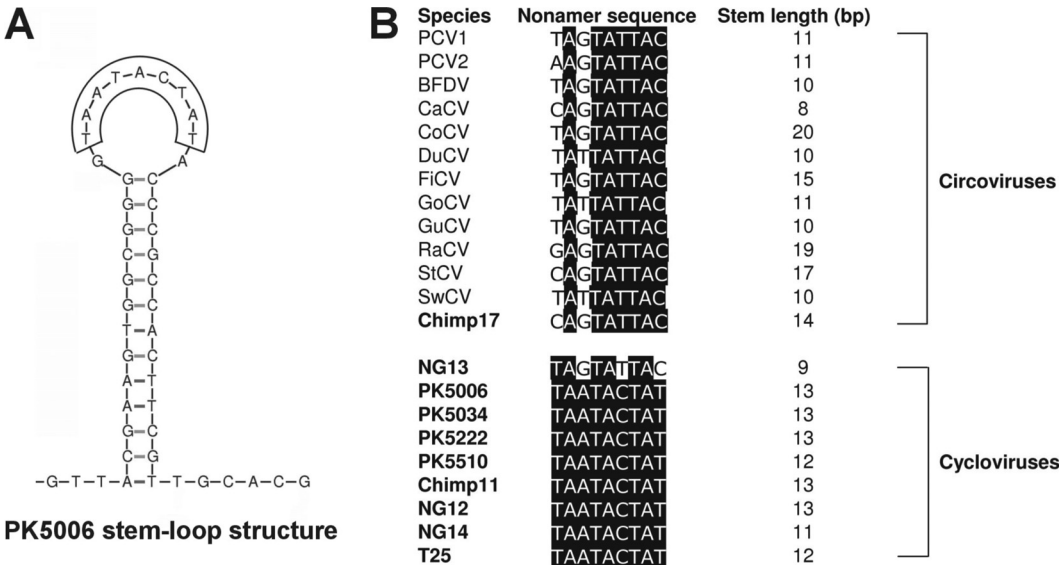 A
T-A-A-T-A-C-T-A-T
G A
G=C
G=C
G=C
C=G
G=C
G=C
T=A
G=C
A=T
A=T
G=C
C=G
-G-T-T-A=T-T-G-C-A-C-G
PK5006 stem-loop structure
B
Species Nonamer sequence Stem length (bp)
PCV1 TAGTATTAC 11
PCV2 AAGTATTAC 11
BFDV TAGTATTAC 10
CaCV CAGTATTAC 8
CoCV TAGTATTAC 20
DuCV TATTATTAC 10
FiCV TAGTATTAC 15
GoCV TATTATTAC 11
GuCV TAGTATTAC 10
RaCV GAGTATTAC 19
StCV CAGTATTAC 17
SwCV TATTATTAC 10
Chimp17 CAGTATTAC 14
Circoviruses
NG13 TAGTATTAC 9
PK5006 TAATACTAT 13
PK5034 TAATACTAT 13
PK5222 TAATACTAT 13
PK5510 TAATACTAT 12
Chimp11 TAATACTAT 13
NG12 TAATACTAT 13
NG14 TAATACTAT 11
T25 TAATACTAT 12
Cycloviruses